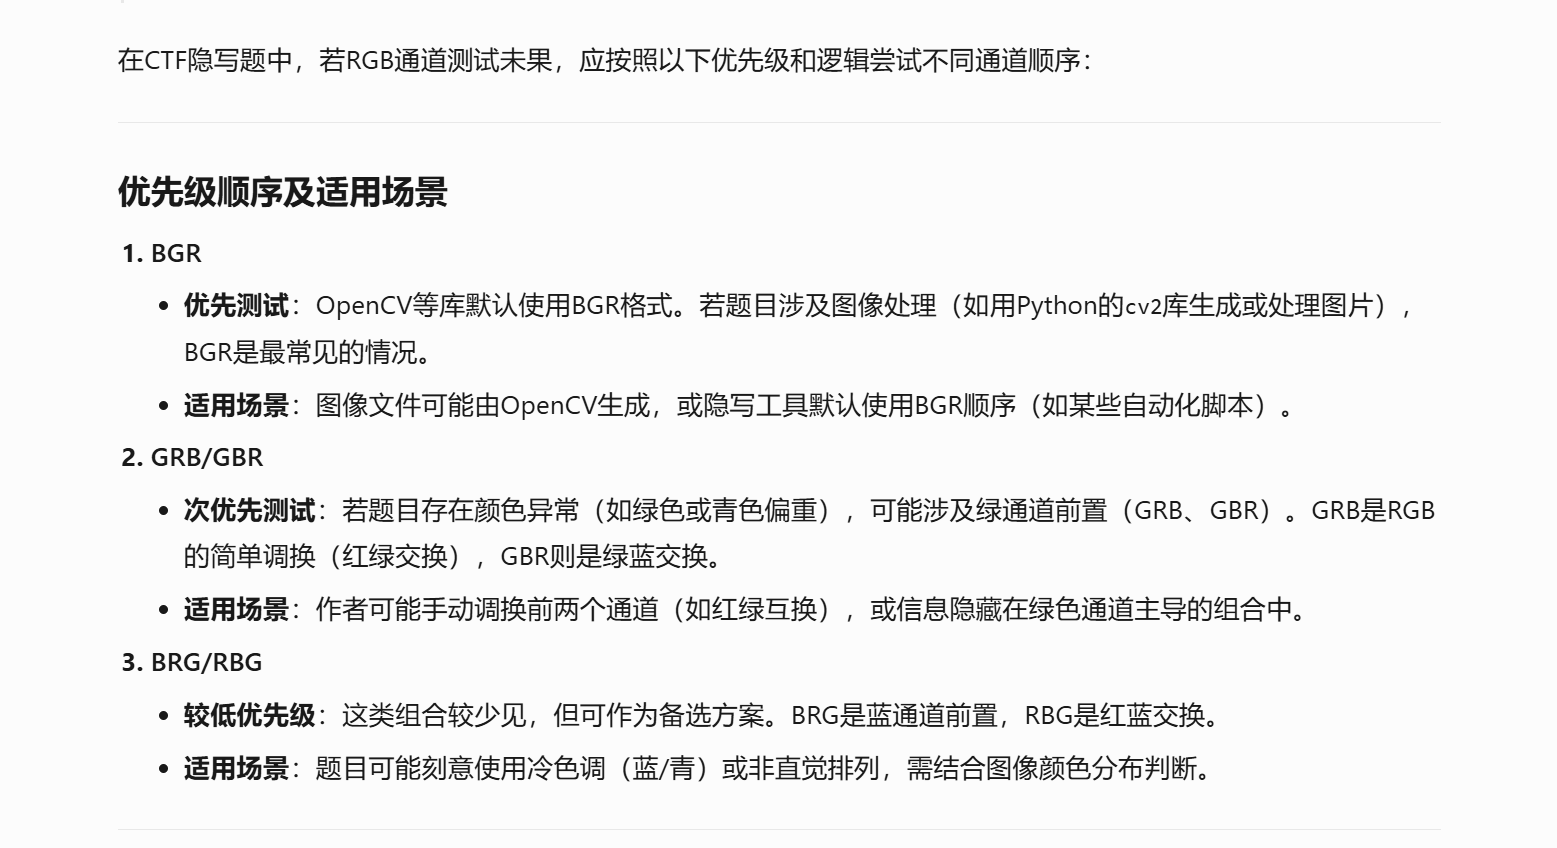 在CTF隐写题中，若RGB通道测试未果，应按照以下优先级和逻辑尝试不同通道顺序：
优先级顺序及适用场景
1. BGR
• 优先测试：OpenCV等库默认使用BGR格式。若题目涉及图像处理（如用Python的cv2库生成或处理图片），
BGR是最常见的情况。
• 适用场景：图像文件可能由OpenCV生成，或隐写工具默认使用BGR顺序（如某些自动化脚本）。
2. GRB/GBR
• 次优先测试：若题目存在颜色异常（如绿色或青色偏重），可能涉及绿通道前置（GRB、GBR）。GRB是RGB
的简单调换（红绿交换），GBR则是绿蓝交换。
• 适用场景：作者可能手动调换前两个通道（如红绿互换），或信息隐藏在绿色通道主导的组合中。
3. BRG/RBG
• 较低优先级：这类组合较少见，但可作为备选方案。BRG是蓝通道前置，RBG是红蓝交换。
• 适用场景：题目可能刻意使用冷色调（蓝/青）或非直觉排列，需结合图像颜色分布判断。